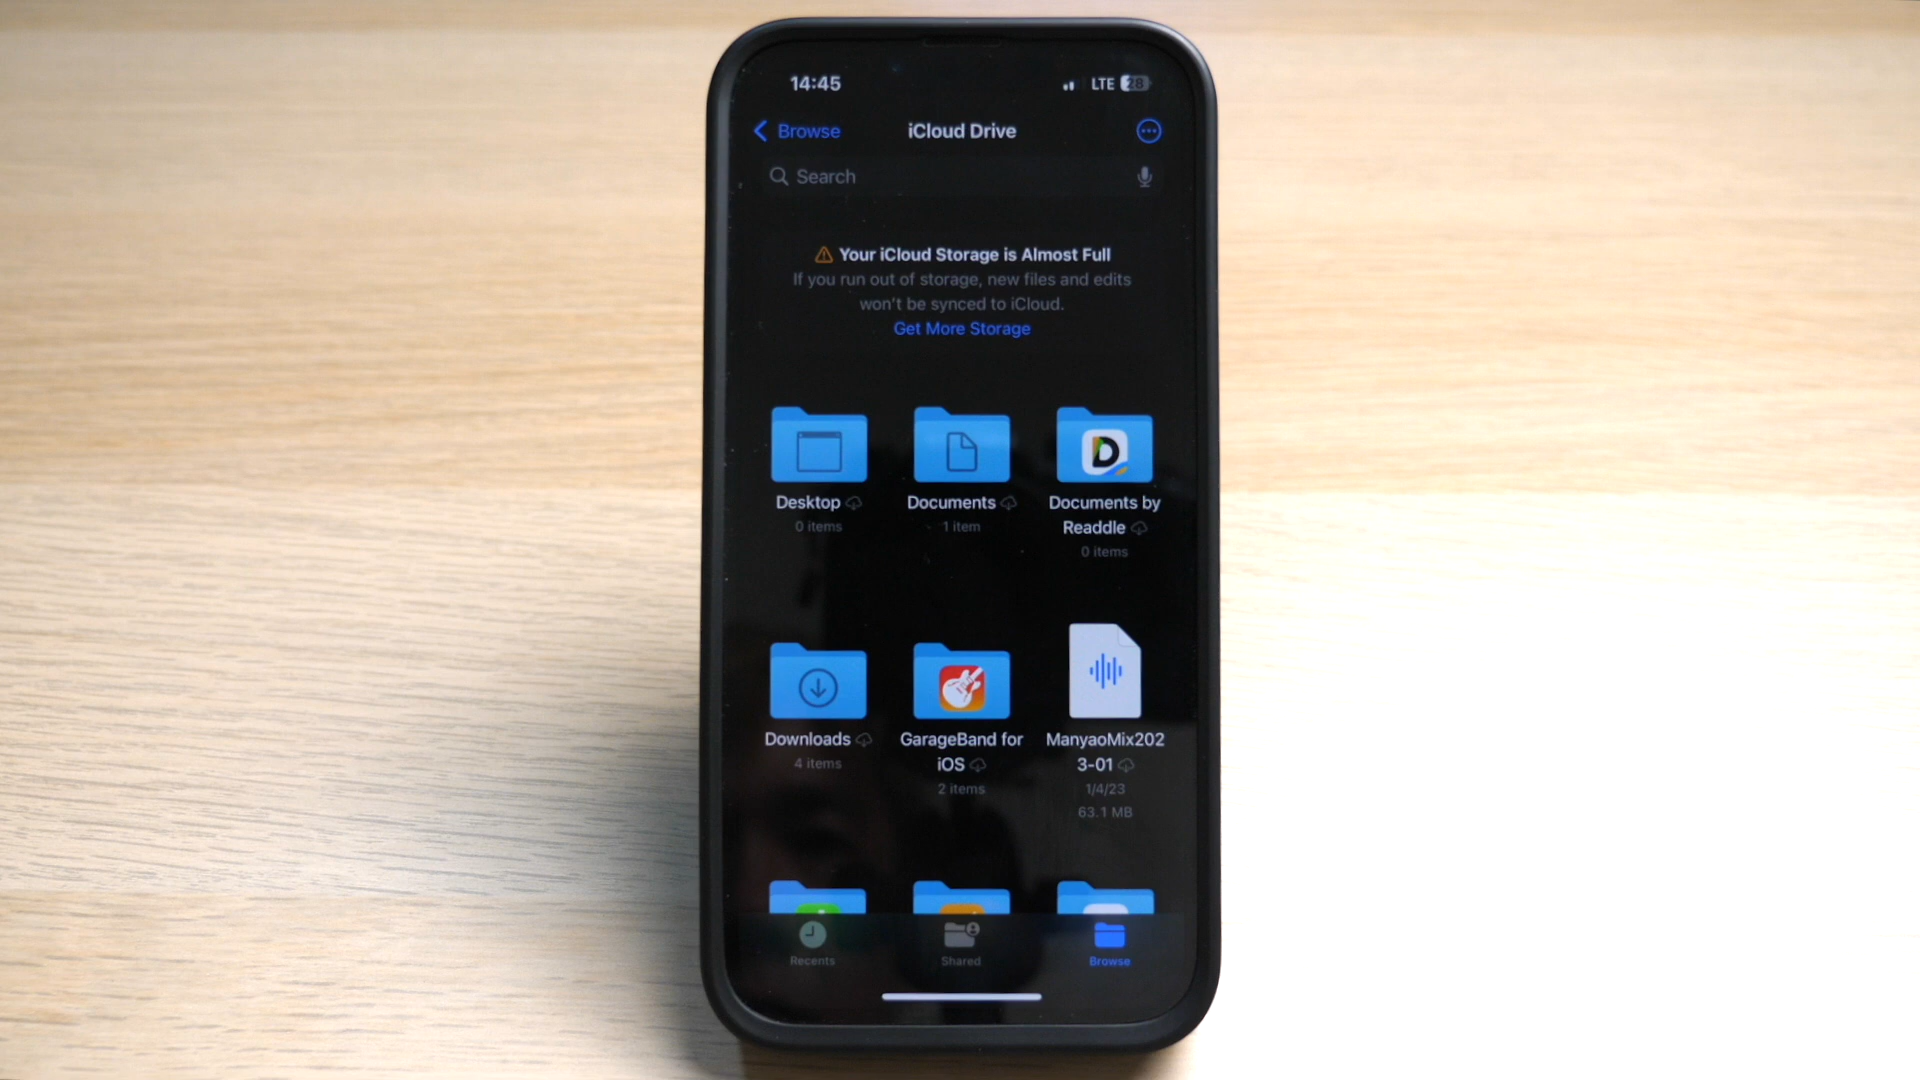 14:45
LTE 28
Browse
iCloud Drive
Search
Your iCloud Storage is Almost Full
If you run out of storage, new files and edits
won't be synced to iCloud.
Get More Storage
Desktop
0 items
Documents
1 item
Documents by
Readdle
0 items
Downloads
4 items
GarageBand for
iOS
2 items
ManyaoMix202
3-01
1/4/23
63.1 MB
Recents
Shared
Browse